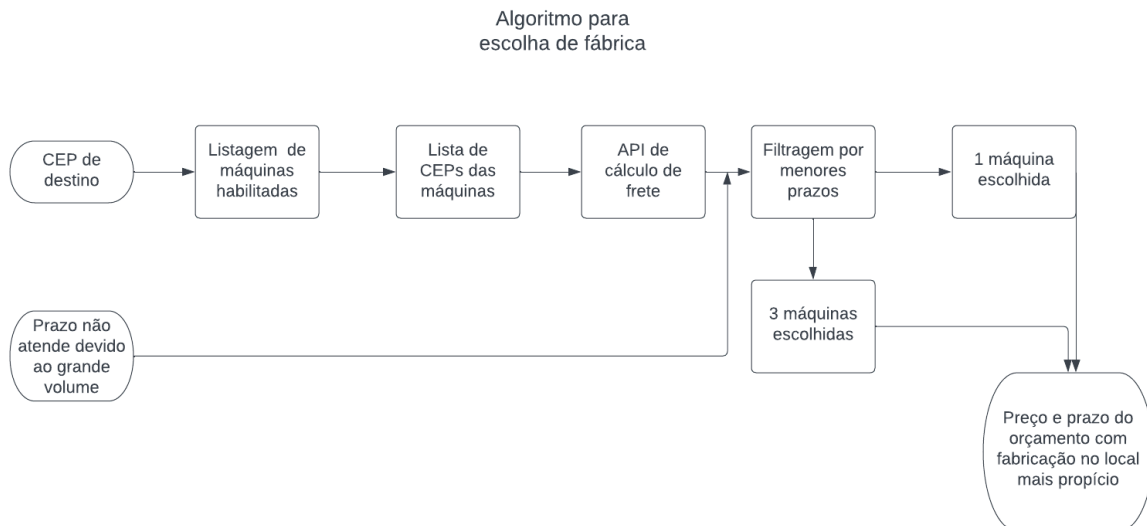 Algoritmo para
escolha de fábrica
CEP de
destino
Listagem de
máquinas
habilitadas
Lista de
CEPs das
máquinas
API de
cálculo de
frete
Filtragem por
menores
prazos
1 máquina
escolhida
3 máquinas
escolhidas
Prazo não
atende devido
ao grande
volume
Preço e prazo do
orçamento com
fabricação no local
mais propício